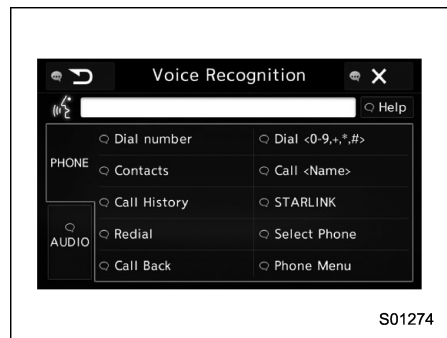 Voice Recognition
Help
PHONE
AUDIO
Dial number
Dial <0-9,+,*,#>
Contacts
Call <Name>
Call History
STARLINK
Redial
Select Phone
Call Back
Phone Menu
S01274